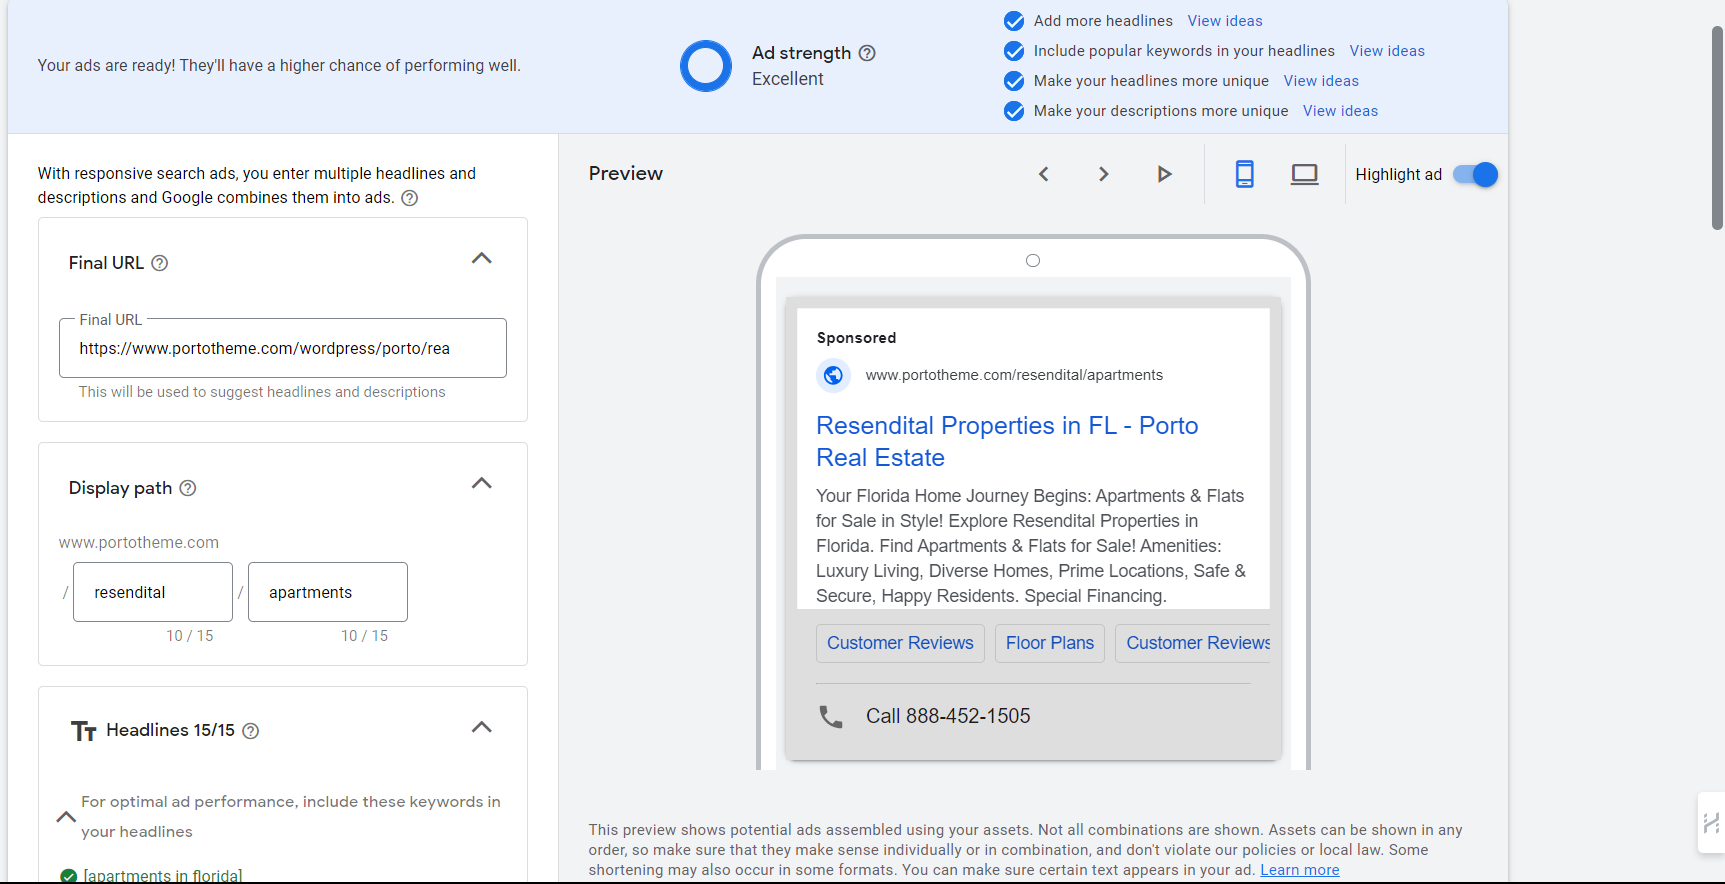 Your ads are ready! They'll have a higher chance of performing well.
Ad strength
Excellent
Add more headlines View ideas
Include popular keywords in your headlines View ideas
Make your headlines more unique View ideas
Make your descriptions more unique View ideas
With responsive search ads, you enter multiple headlines and
descriptions and Google combines them into ads.
Final URL
Final URL
https://www.portotheme.com/wordpress/porto/rea
This will be used to suggest headlines and descriptions
Display path
www.portotheme.com
/ resendital / apartments
10 / 15 10 / 15
Headlines 15/15
For optimal ad performance, include these keywords in
your headlines
[apartments in florida]
Preview
Highlight ad
Sponsored
www.portotheme.com/resendital/apartments
Resendital Properties in FL - Porto
Real Estate
Your Florida Home Journey Begins: Apartments & Flats
for Sale in Style! Explore Resendital Properties in
Florida. Find Apartments & Flats for Sale! Amenities:
Luxury Living, Diverse Homes, Prime Locations, Safe &
Secure, Happy Residents. Special Financing.
Customer Reviews Floor Plans Customer Reviews
Call 888-452-1505
This preview shows potential ads assembled using your assets. Not all combinations are shown. Assets can be shown in any
order, so make sure that they make sense individually or in combination, and don't violate our policies or local law. Some
shortening may also occur in some formats. You can make sure certain text appears in your ad. Learn more